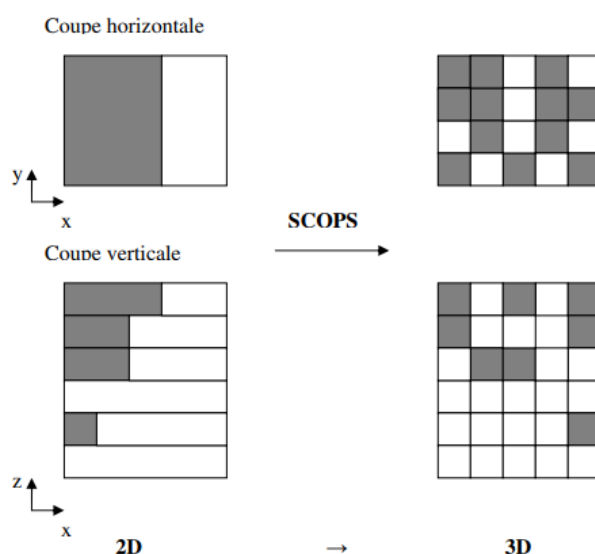 Coupe horizontale
y
x
SCOPS
Coupe verticale
z
x
2D → 3D